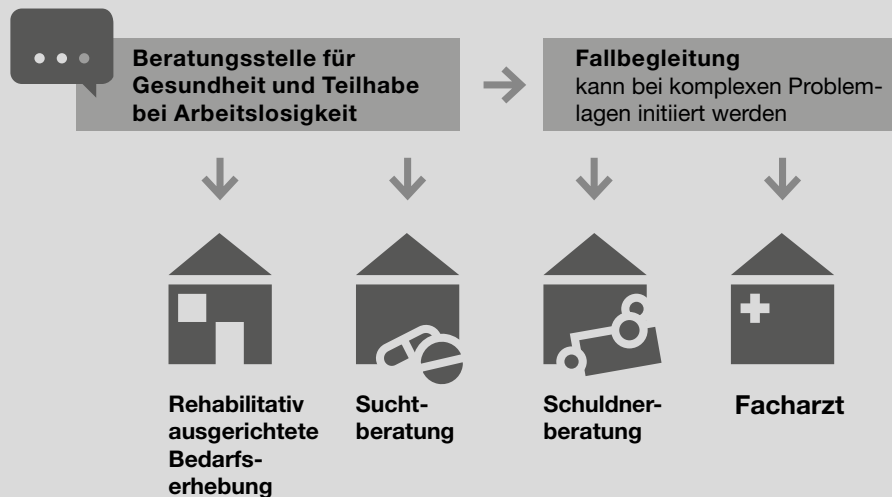 Beratungsstelle für
Gesundheit und Teilhabe
bei Arbeitslosigkeit
Fallbegleitung
kann bei komplexen Problem-
lagen initiiert werden
Rehabilitativ
ausgerichtete
Bedarfs-
erhebung
Sucht-
beratung
Schuldner-
beratung
Facharzt